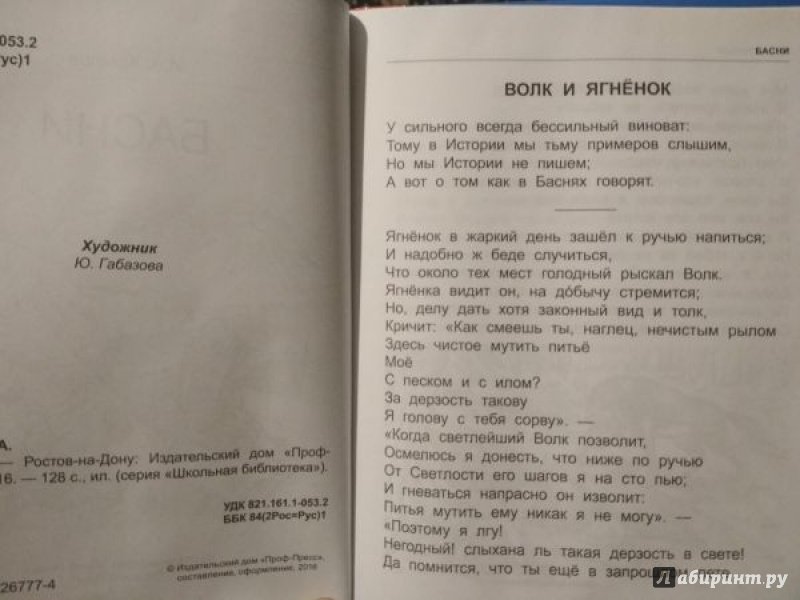 053.2
ус)1
Художник
Ю. Габазова
А.
— Ростов-на-Дону: Издательский дом «Проф-
16. — 128 с., ил. (серия «Школьная библиотека»).
УДК 821.161.1-053.2
ББК 84(2Рос=Рус)1
© Издательский дом «Проф-Пресс»,
составление, оформление, 2016
26777-4
БАСНИ
ВОЛК И ЯГНЁНОК
У сильного всегда бессильный виноват:
Тому в Истории мы тьму примеров слышим,
Но мы Истории не пишем;
А вот о том как в Баснях говорят.
Ягнёнок в жаркий день зашёл к ручью напиться;
И надобно ж беде случиться,
Что около тех мест голодный рыскал Волк.
Ягнёнка видит он, на до́бычу стремится;
Но, делу дать хотя законный вид и толк,
Кричит: «Как смеешь ты, наглец, нечистым рылом
Здесь чистое мутить питьё
Моё
С песком и с илом?
За дерзость такову
Я голову с тебя сорву». —
«Когда светлейший Волк позволит,
Осмелюсь я донесть, что ниже по ручью
От Светлости его шагов я на сто пью;
И гневаться напрасно он изволит:
Питья мутить ему никак я не могу». —
«Поэтому я лгу!
Негодный! слыхана ль такая дерзость в свете!
Да помнится, что ты ещё в запрошлом лете
Лабиринт.ру